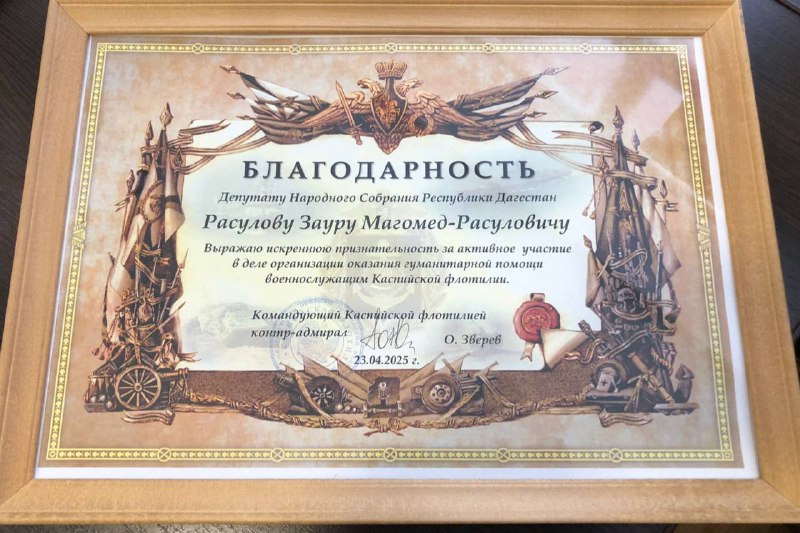 БЛАГОДАРНОСТЬ
Депутату Народного Собрания Республики Дагестан
Расулову Зауру Магомед-Расуловичу
Выражаю искреннюю признательность за активное участие
в деле организации оказания гуманитарной помощи
военнослужащим Каспийской флотилии.
Командующий Каспийской флотилией
контр-адмирал О. Зверев
23.04.2025 г.